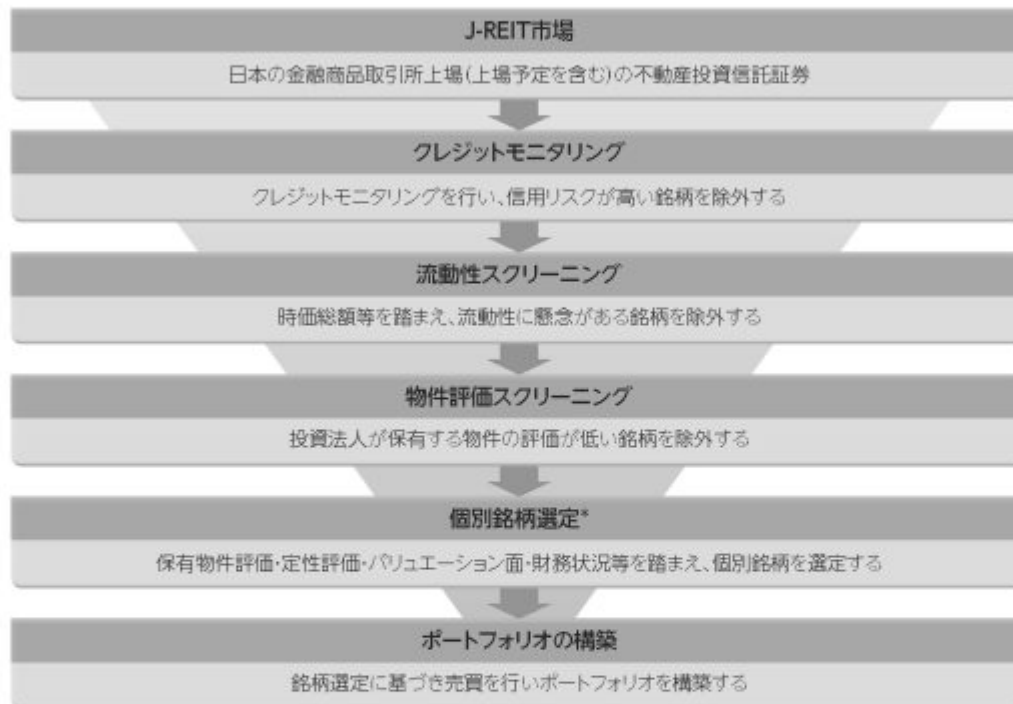 J-REIT市場
日本の金融商品取引所上場(上場予定を含む)の不動産投資信託証券
クレジットモニタリング
クレジットモニタリングを行い、信用リスクが高い銘柄を除外する
流動性スクリーニング
時価総額等を踏まえ、流動性に懸念がある銘柄を除外する
物件評価スクリーニング
投資法人が保有する物件の評価が低い銘柄を除外する
個別銘柄選定*
保有物件評価・定性評価・バリュエーション面・財務状況等を踏まえ、個別銘柄を選定する
ポートフォリオの構築
銘柄選定に基づき売買を行いポートフォリオを構築する